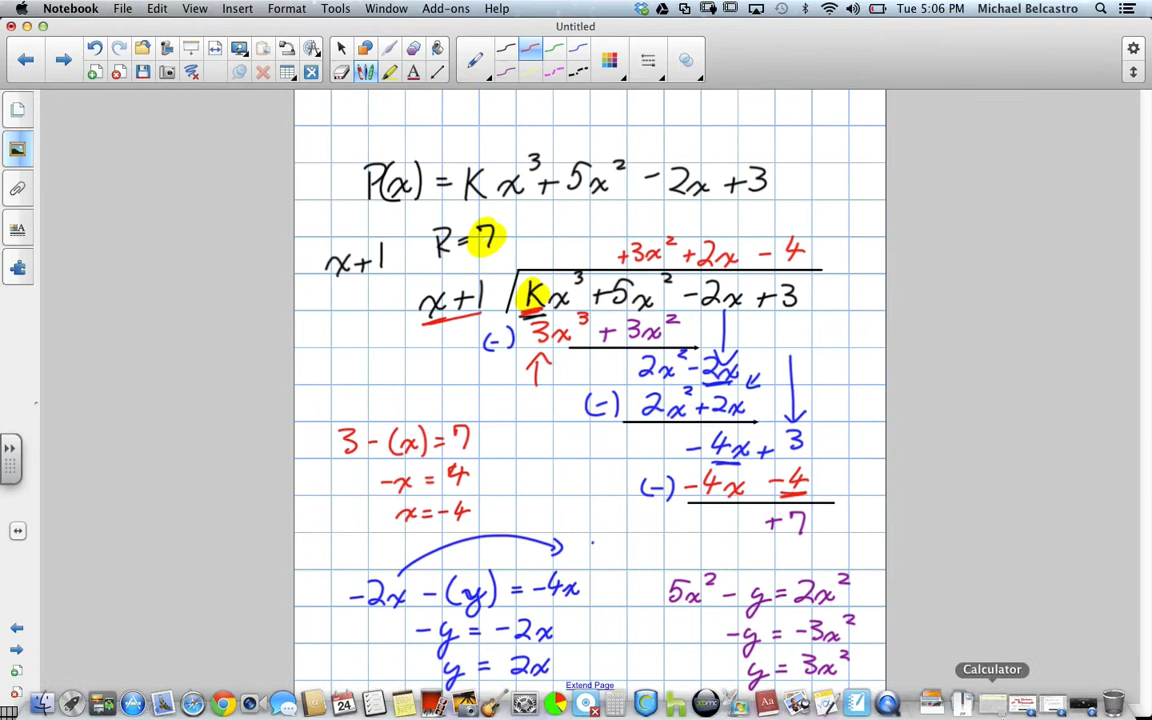 Notebook File Edit View Insert Format Tools Window Add-ons Help Tue 5:06 PM Michael Belcastro
Untitled
P(x) = Kx³ + 5x² - 2x + 3
R = 7
x+1
+3x² + 2x - 4
x+1 Kx³ + 5x² - 2x + 3
(-) 3x³ + 3x²
2x² - 2x
(-) 2x² + 2x
-4x + 3
(-) -4x - 4
+7
3 - (x) = 7
-x = 4
x = -4
-2x - (y) = -4x
-y = -2x
y = 2x
5x² - y = 2x²
-y = -3x²
y = 3x²
Calculator
Extend Page
24